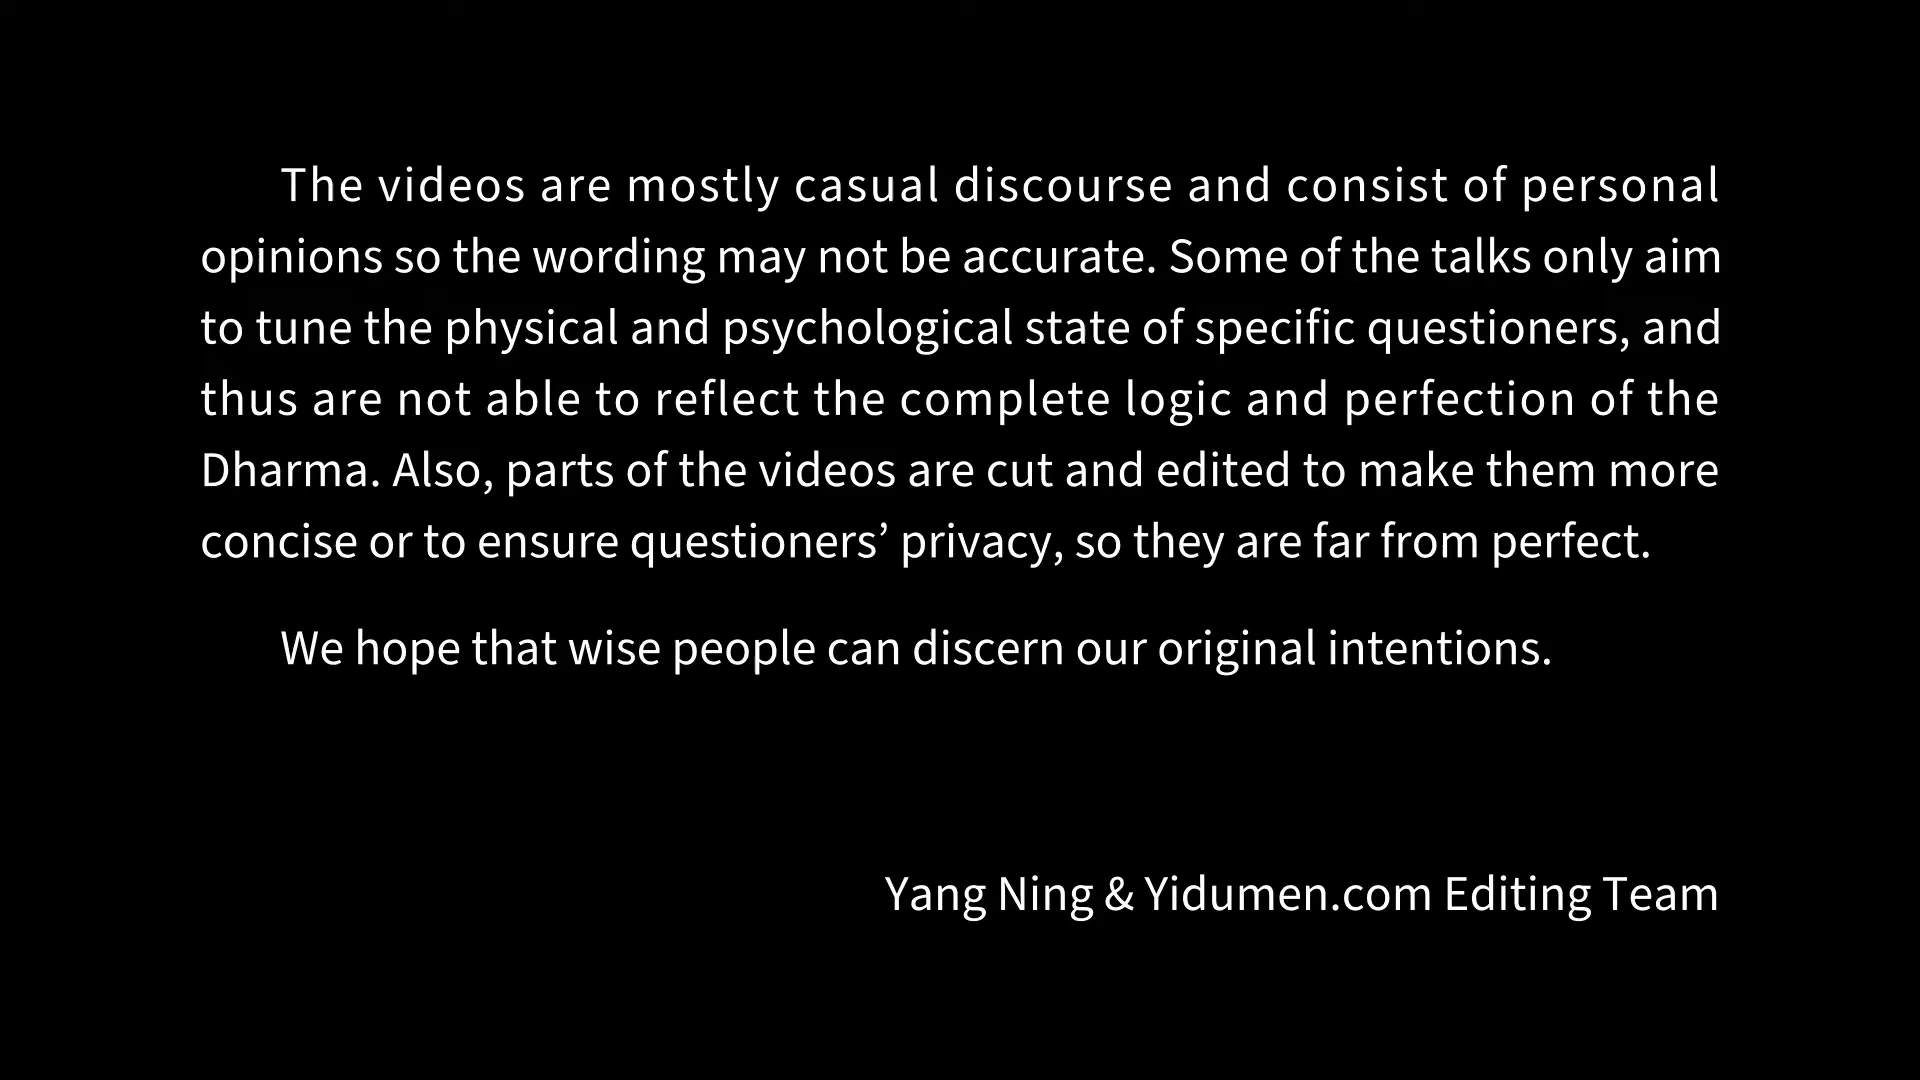 The videos are mostly casual discourse and consist of personal
opinions so the wording may not be accurate. Some of the talks only aim
to tune the physical and psychological state of specific questioners, and
thus are not able to reflect the complete logic and perfection of the
Dharma. Also, parts of the videos are cut and edited to make them more
concise or to ensure questioners’ privacy, so they are far from perfect.
We hope that wise people can discern our original intentions.
Yang Ning & Yidumen.com Editing Team